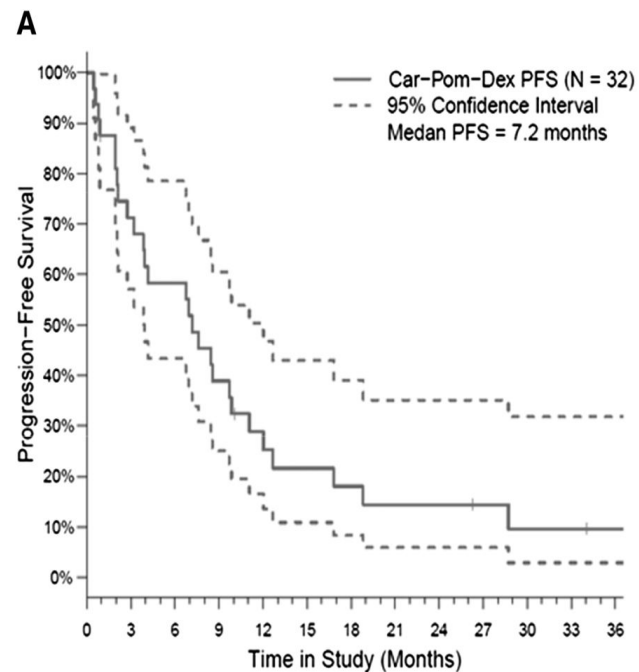 A
Car–Pom–Dex PFS (N = 32)
95% Confidence Interval
Medan PFS = 7.2 months
Progression–Free Survival
100%
90%
80%
70%
60%
50%
40%
30%
20%
10%
0%
0 3 6 9 12 15 18 21 24 27 30 33 36
Time in Study (Months)